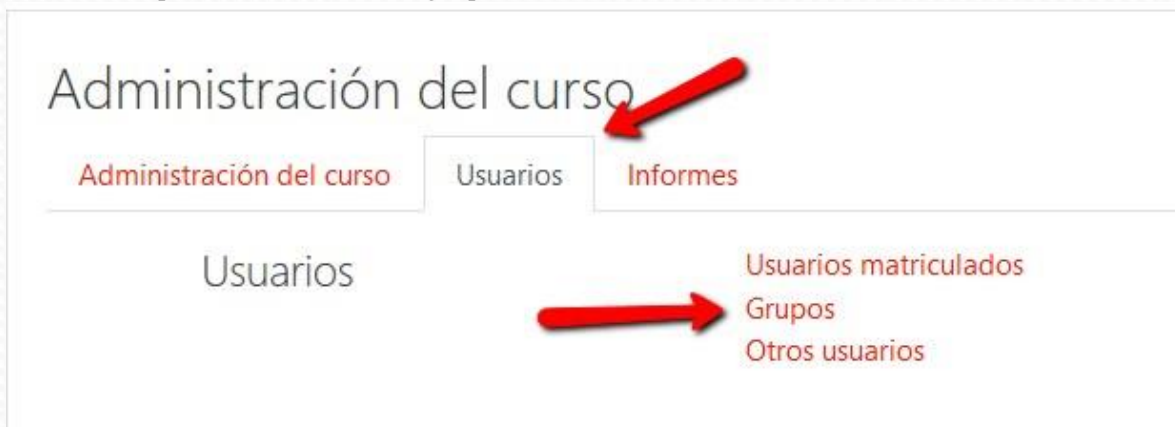 Administración del curso
Administración del curso Usuarios Informes
Usuarios Usuarios matriculados
Grupos
Otros usuarios